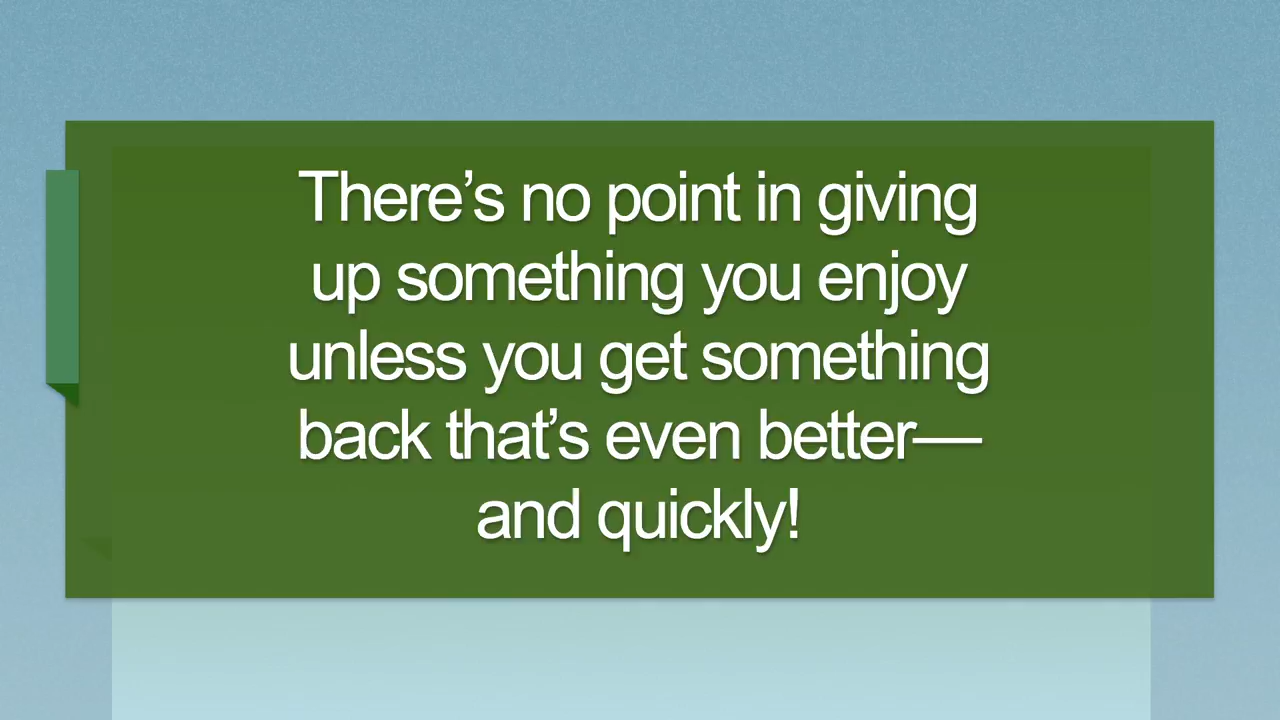 There’s no point in giving
up something you enjoy
unless you get something
back that’s even better—
and quickly!